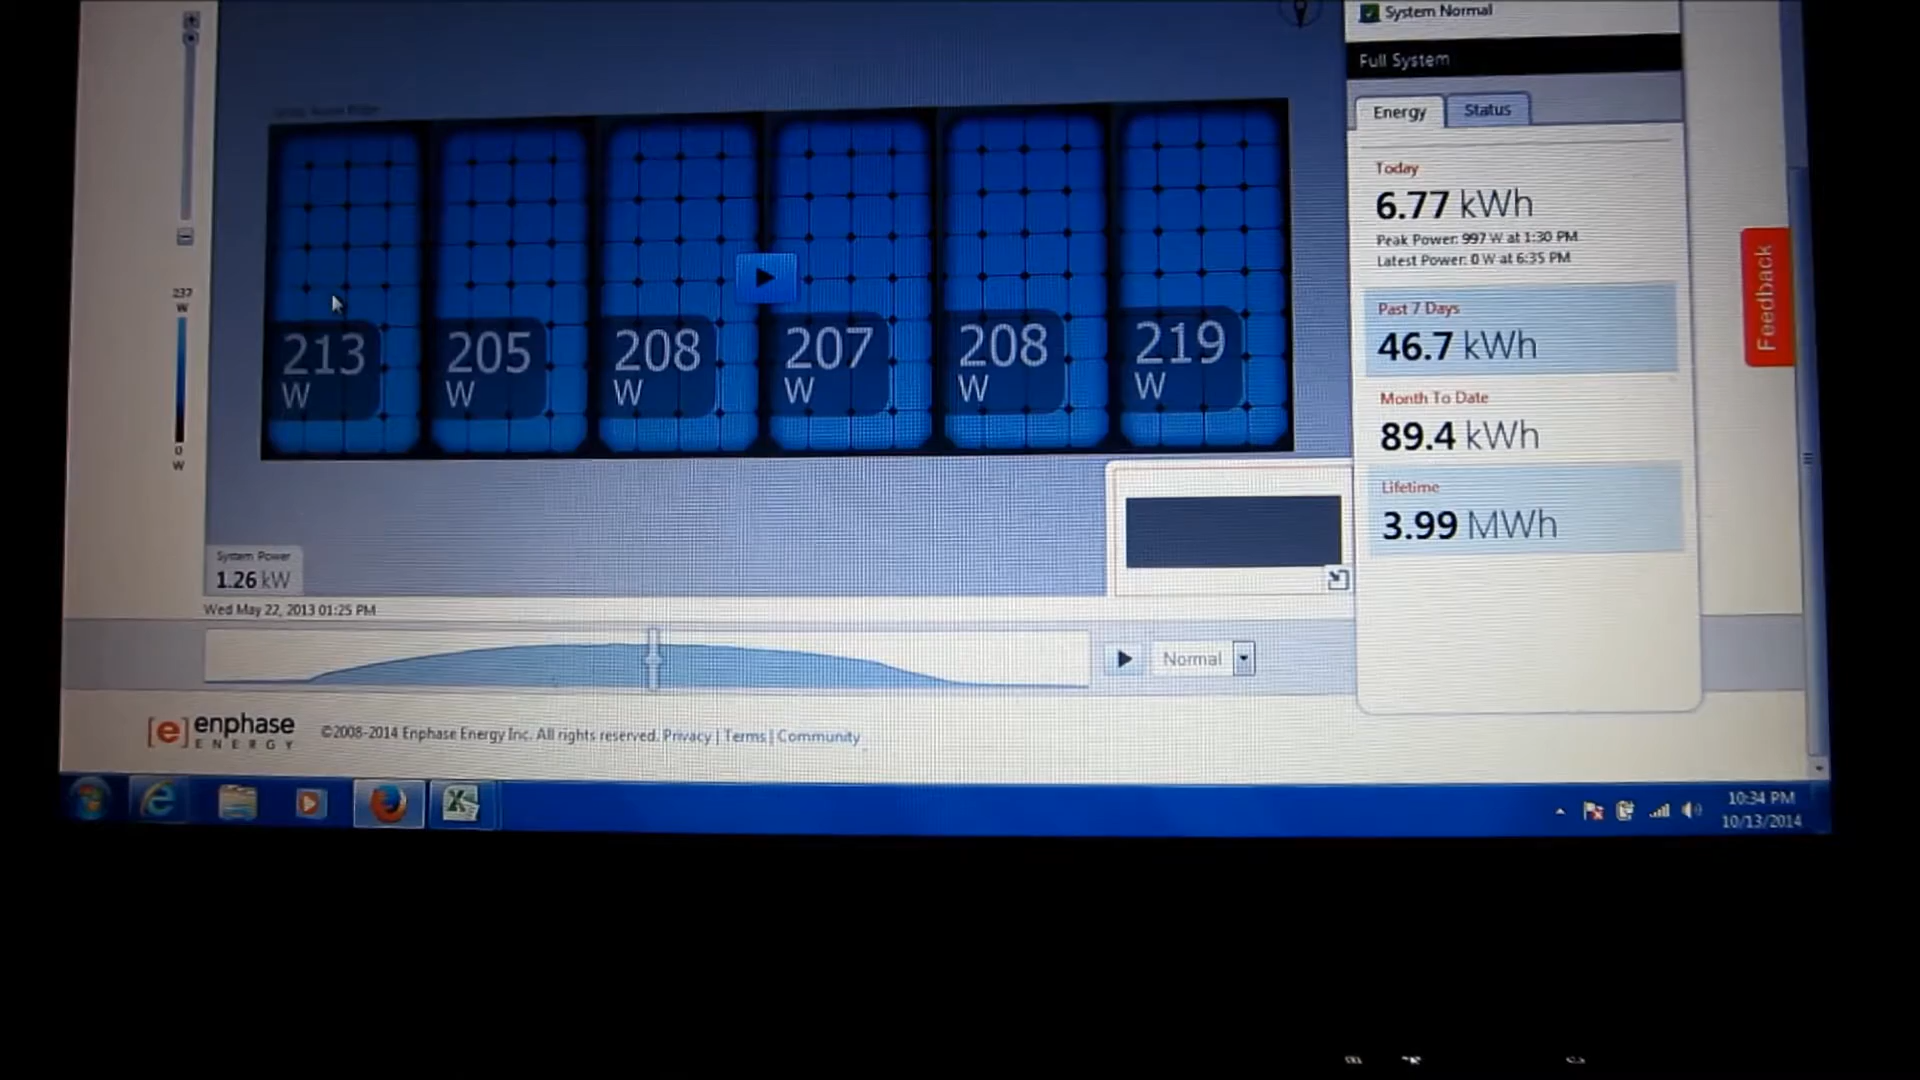 System Normal
Full System
Energy
Status
Today
6.77 kWh
Peak Power: 997 W at 1:30 PM
Latest Power: 0 W at 6:35 PM
Past 7 Days
46.7 kWh
Month To Date
89.4 kWh
Lifetime
3.99 MWh
Feedback
237
W
0
W
213
W
205
W
208
W
207
W
208
W
219
W
System Power
1.26 kW
Wed May 22, 2013 01:25 PM
Normal
[e] enphase
ENERGY
©2008-2014 Enphase Energy Inc. All rights reserved. Privacy | Terms | Community
10:34 PM
10/13/2014